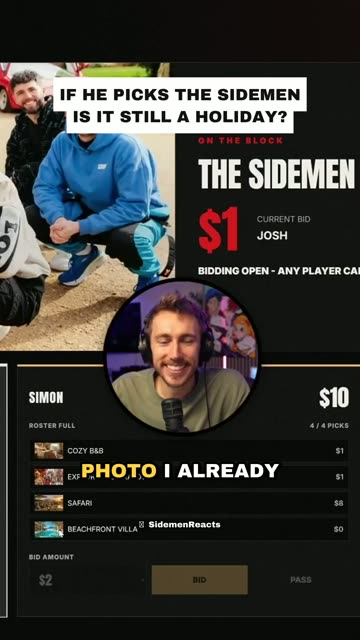 IF HE PICKS THE SIDEMEN
IS IT STILL A HOLIDAY?
ON THE BLOCK
THE SIDEMEN
$1
CURRENT BID
JOSH
BIDDING OPEN - ANY PLAYER CA
SIMON
$10
ROSTER FULL
4 / 4 PICKS
COZY B&B
$1
$1
PHOTO I ALREADY
SAFARI
$8
BEACHFRONT VILLA
$0
SidemenReacts
BID AMOUNT
$2
BID
PASS